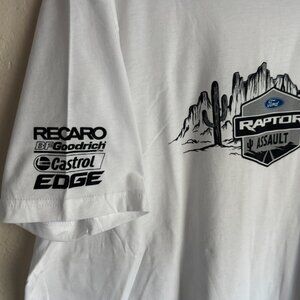 RECARO
BFGoodrich
Castrol
EDGE
Ford
RAPTOR
ASSAULT